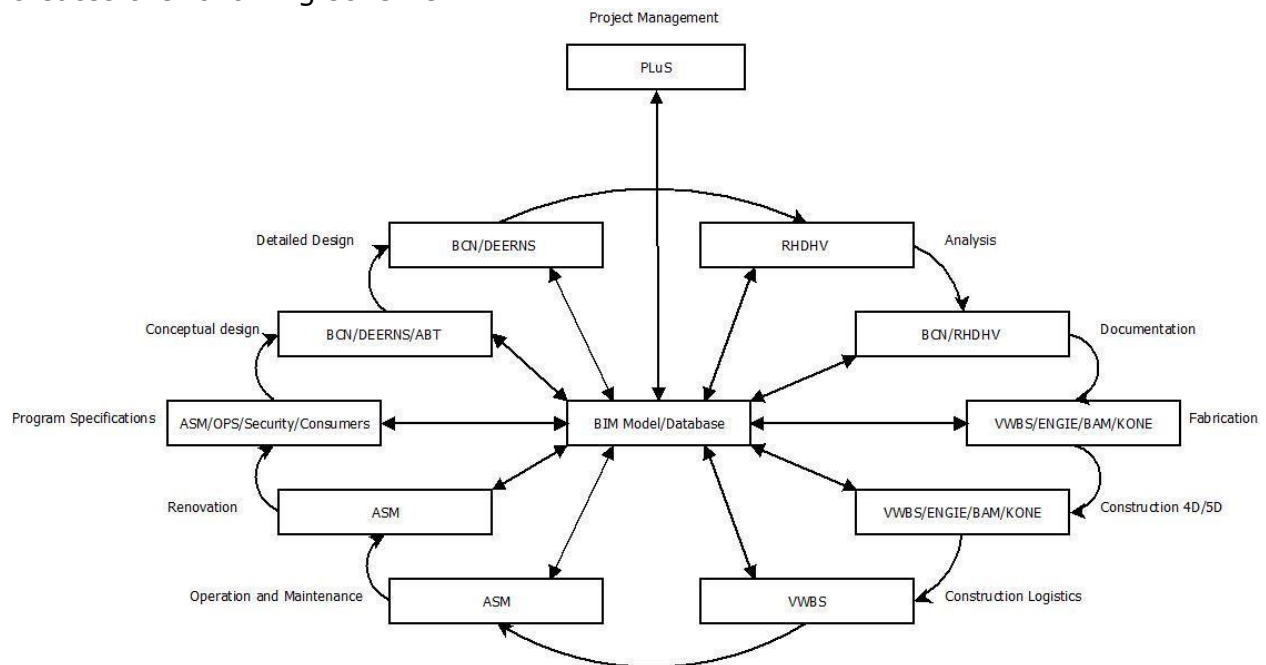 Project Management
PLuS
Detailed Design
BCN/DEERNS
RHDHV
Analysis
Conceptual design
BCN/DEERNS/ABT
BCN/RHDHV
Documentation
Program Specifications
ASM/OPS/Security/Consumers
BIM Model/Database
VWBS/ENGIE/BAM/KONE
Fabrication
Renovation
ASM
VWBS/ENGIE/BAM/KONE
Construction 4D/5D
Operation and Maintenance
ASM
VWBS
Construction Logistics